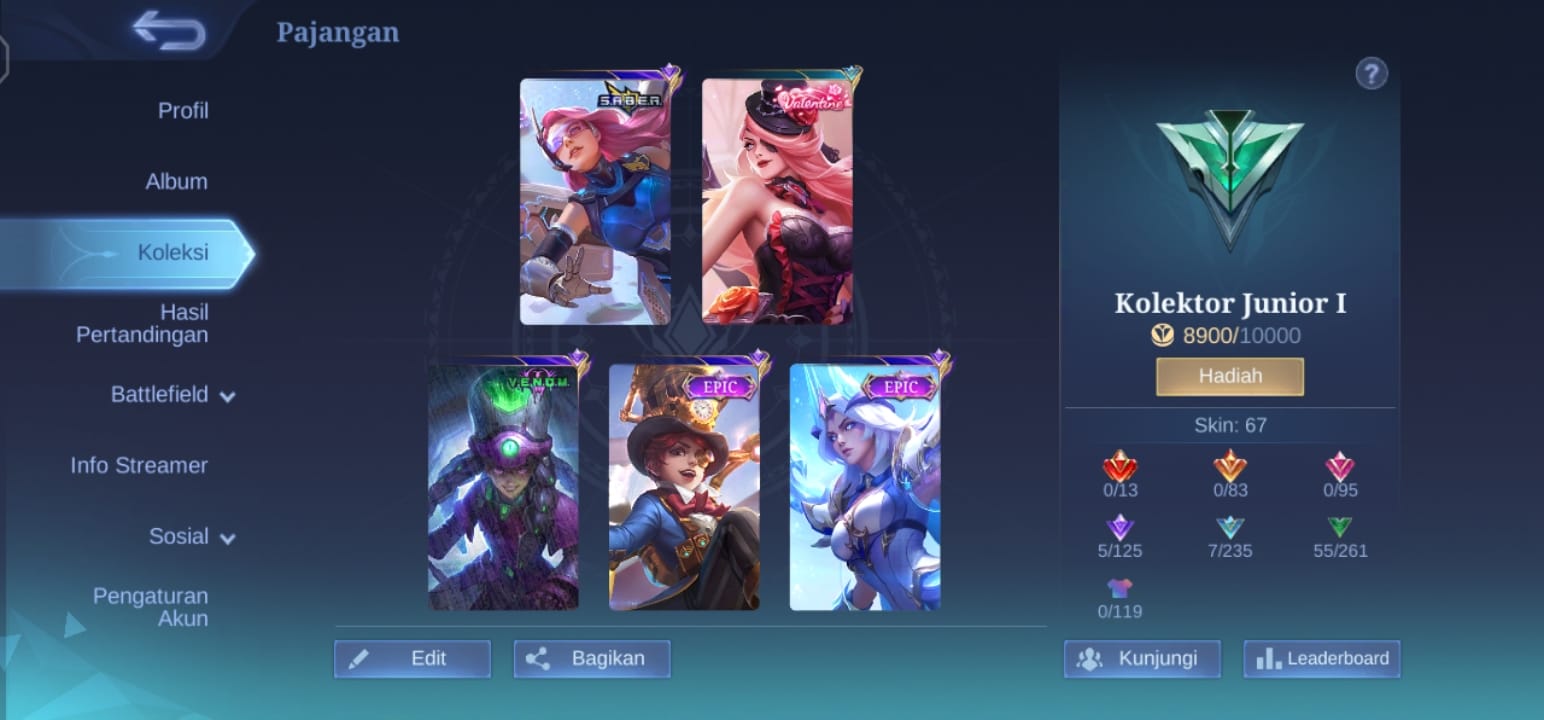 Pajangan
?
Profil
Album
Koleksi
Hasil
Pertandingan
Battlefield
Info Streamer
Sosial
Pengaturan
Akun
S.A.B.E.R.
Valentine
V.E.N.O.M.
EPIC
EPIC
Edit
Bagikan
Kolektor Junior I
8900/10000
Hadiah
Skin: 67
0/13
0/83
0/95
5/125
7/235
55/261
0/119
Kunjungi
Leaderboard